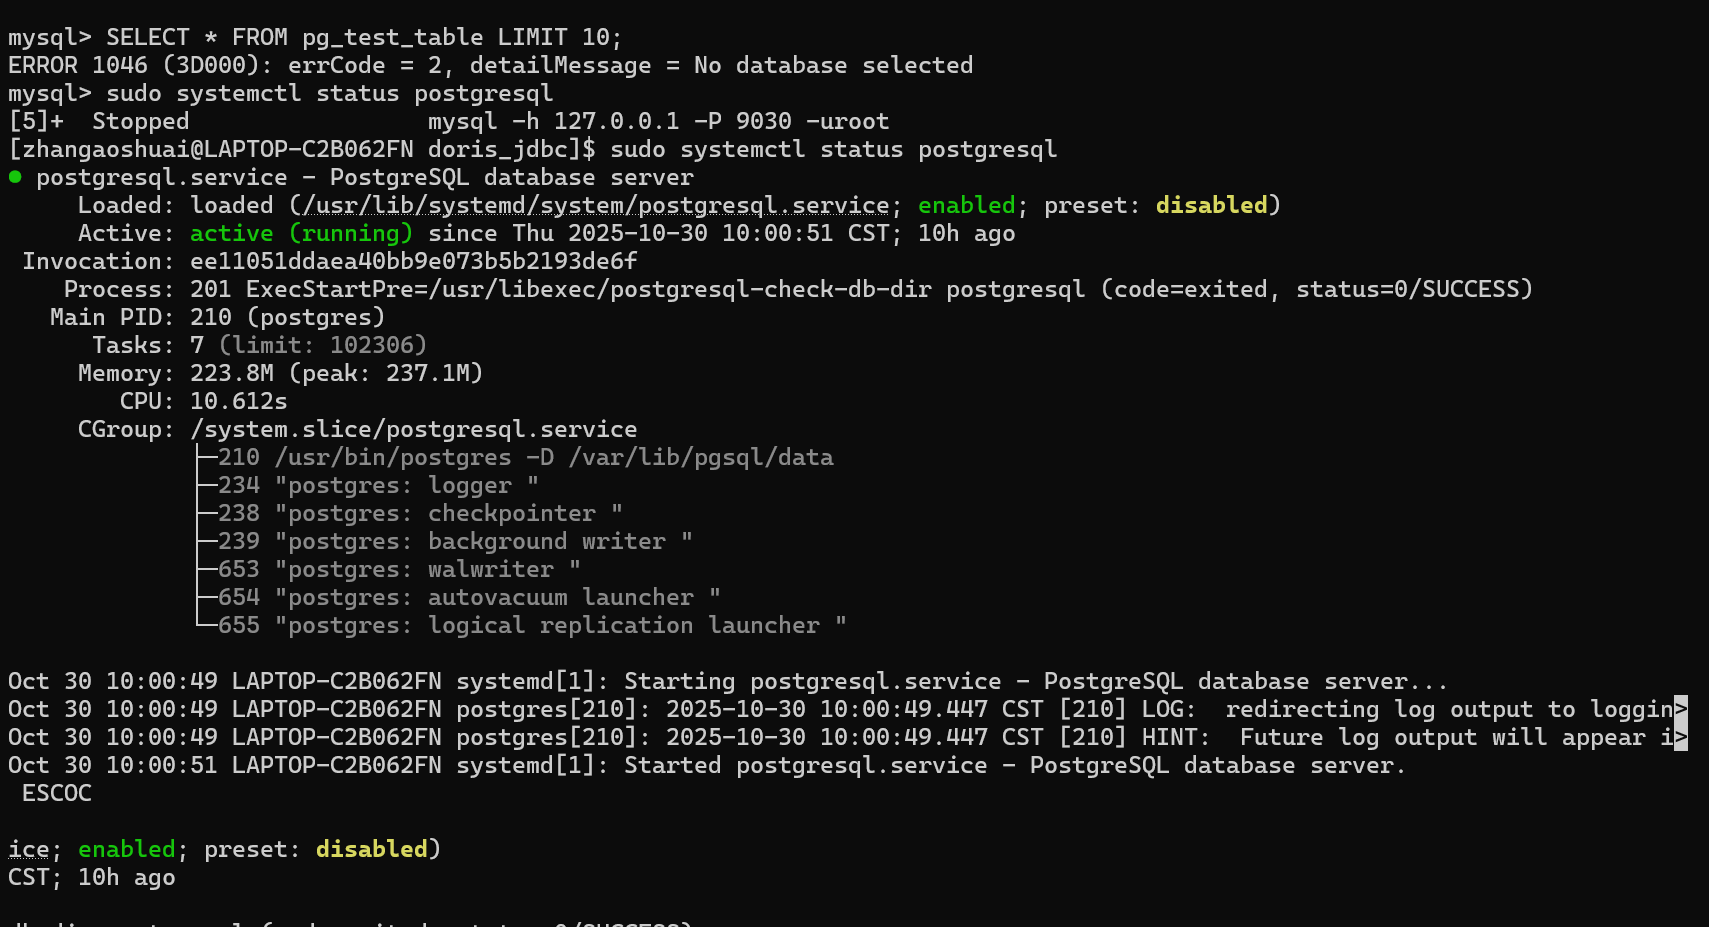 mysql> SELECT * FROM pg_test_table LIMIT 10;
ERROR 1046 (3D000): errCode = 2, detailMessage = No database selected
mysql> sudo systemctl status postgresql
[5]+  Stopped                 mysql -h 127.0.0.1 -P 9030 -uroot
[zhangaoshuai@LAPTOP-C2B062FN doris_jdbc]$ sudo systemctl status postgresql
● postgresql.service - PostgreSQL database server
     Loaded: loaded (/usr/lib/systemd/system/postgresql.service; enabled; preset: disabled)
     Active: active (running) since Thu 2025-10-30 10:00:51 CST; 10h ago
 Invocation: ee11051ddaea40bb9e073b5b2193de6f
    Process: 201 ExecStartPre=/usr/libexec/postgresql-check-db-dir postgresql (code=exited, status=0/SUCCESS)
   Main PID: 210 (postgres)
      Tasks: 7 (limit: 102306)
     Memory: 223.8M (peak: 237.1M)
        CPU: 10.612s
     CGroup: /system.slice/postgresql.service
             ├─210 /usr/bin/postgres -D /var/lib/pgsql/data
             ├─234 "postgres: logger "
             ├─238 "postgres: checkpointer "
             ├─239 "postgres: background writer "
             ├─653 "postgres: walwriter "
             ├─654 "postgres: autovacuum launcher "
             └─655 "postgres: logical replication launcher "
Oct 30 10:00:49 LAPTOP-C2B062FN systemd[1]: Starting postgresql.service - PostgreSQL database server...
Oct 30 10:00:49 LAPTOP-C2B062FN postgres[210]: 2025-10-30 10:00:49.447 CST [210] LOG:  redirecting log output to loggin>
Oct 30 10:00:49 LAPTOP-C2B062FN postgres[210]: 2025-10-30 10:00:49.447 CST [210] HINT:  Future log output will appear i>
Oct 30 10:00:51 LAPTOP-C2B062FN systemd[1]: Started postgresql.service - PostgreSQL database server.
 ESCOC
ice; enabled; preset: disabled)
CST; 10h ago